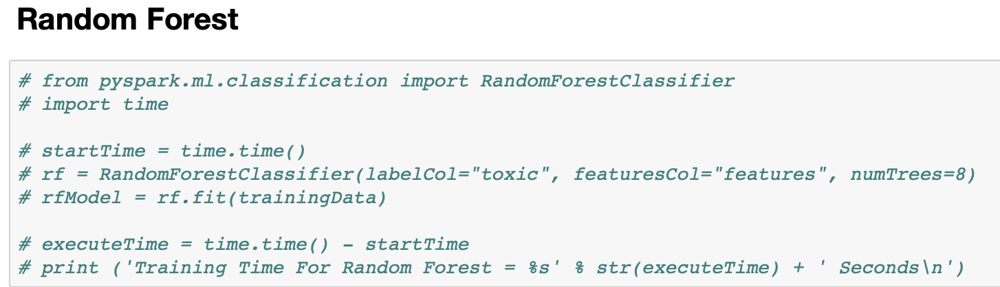 Random Forest
# from pyspark.ml.classification import RandomForestClassifier
# import time
# startTime = time.time()
# rf = RandomForestClassifier(labelCol="toxic", featuresCol="features", numTrees=8)
# rfModel = rf.fit(trainingData)
# executeTime = time.time() - startTime
# print ('Training Time For Random Forest = %s' % str(executeTime) + ' Seconds\n')